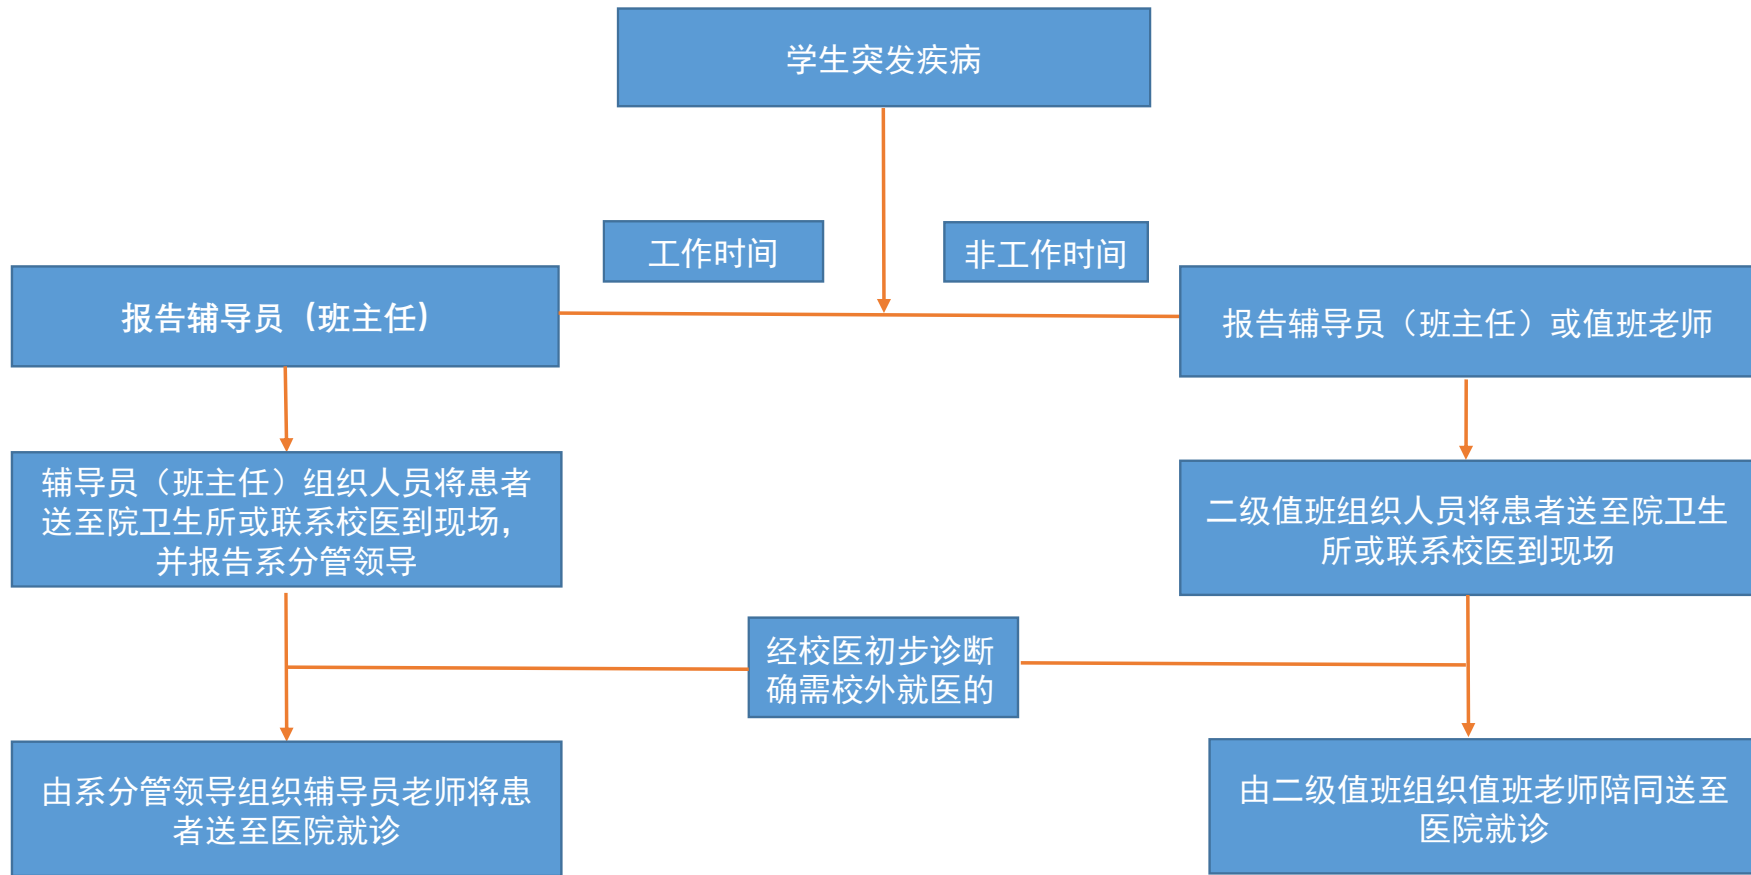 学生突发疾病
工作时间
非工作时间
报告辅导员（班主任）
报告辅导员（班主任）或值班老师
辅导员（班主任）组织人员将患者
送至院卫生所或联系校医到现场，
并报告系分管领导
二级值班组织人员将患者送至院卫生
所或联系校医到现场
经校医初步诊断
确需校外就医的
由系分管领导组织辅导员老师将患
者送至医院就诊
由二级值班组织值班老师陪同送至
医院就诊